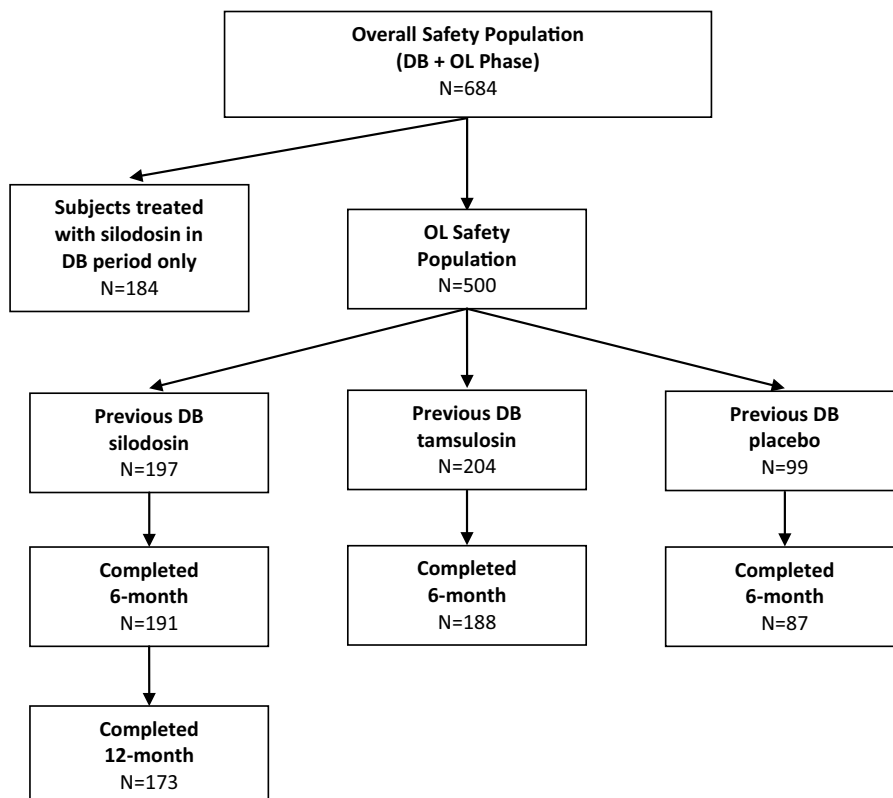 Overall Safety Population
(DB + OL Phase)
N=684
Subjects treated
with silodosin in
DB period only
N=184
OL Safety
Population
N=500
Previous DB
silodosin
N=197
Previous DB
tamsulosin
N=204
Previous DB
placebo
N=99
Completed
6-month
N=191
Completed
6-month
N=188
Completed
6-month
N=87
Completed
12-month
N=173